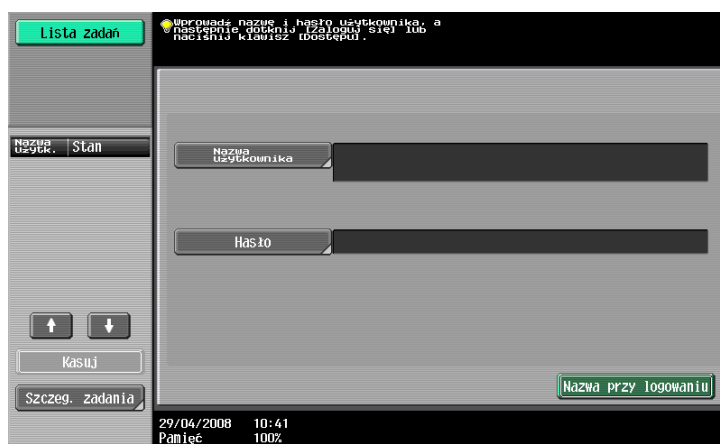 Lista zadań
Wprowadź nazwę i hasło użytkownika, a
następnie dotknij [Zaloguj się] lub
naciśnij klawisz [Dostępu].
Nazwa
użytk.
Stan
Nazwa
użytkownika
Hasło
Kasuj
Szczeg. zadania
Nazwa przy logowaniu
29/04/2008 10:41
Pamięć 100%